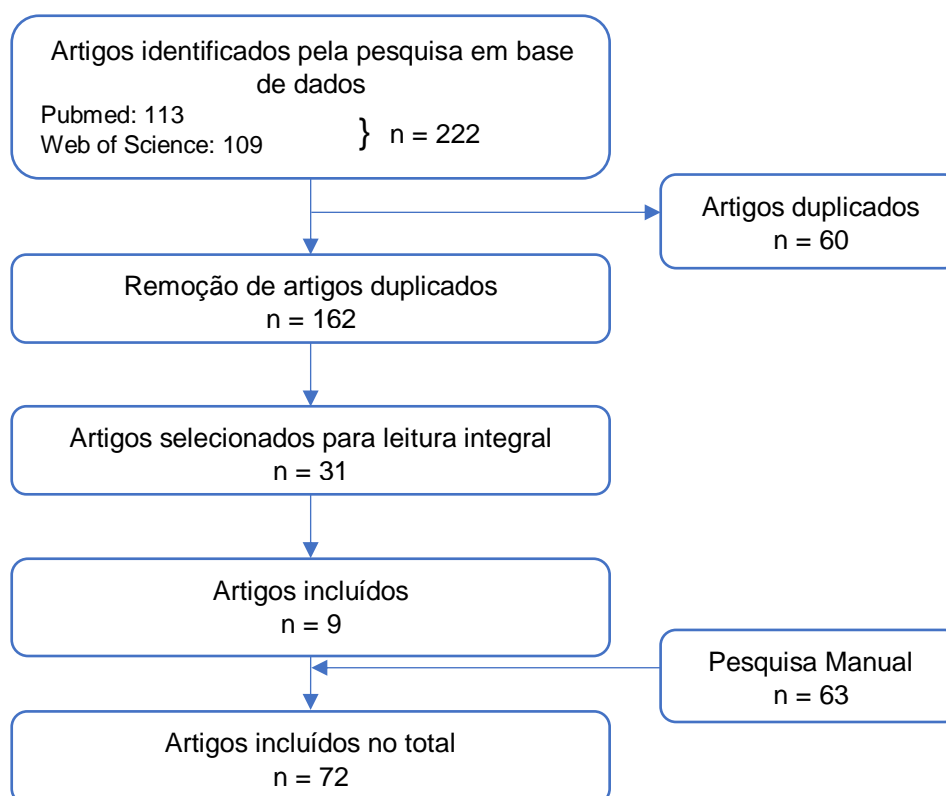 Artigos identificados pela pesquisa em base
de dados
Pubmed: 113
Web of Science: 109
} n = 222
Artigos duplicados
n = 60
Remoção de artigos duplicados
n = 162
Artigos selecionados para leitura integral
n = 31
Artigos incluídos
n = 9
Pesquisa Manual
n = 63
Artigos incluídos no total
n = 72